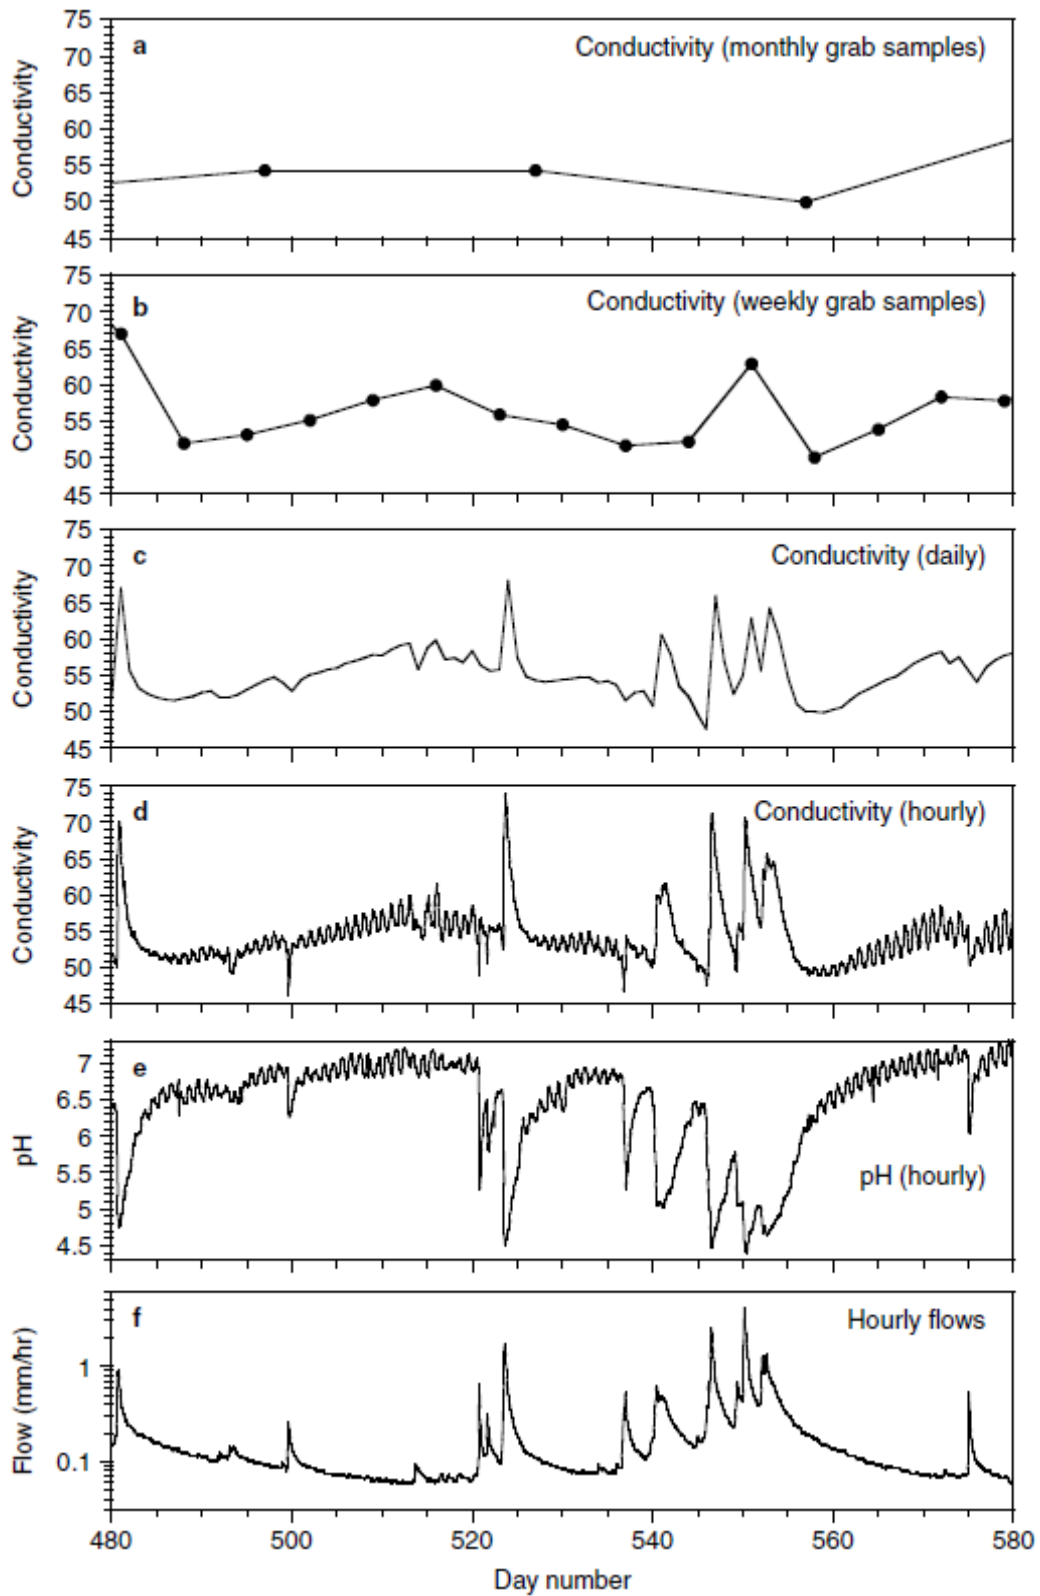 75
a
Conductivity (monthly grab samples)
70
65
60
55
50
45
Conductivity
75
b
Conductivity (weekly grab samples)
70
65
60
55
50
45
Conductivity
75
c
Conductivity (daily)
70
65
60
55
50
45
Conductivity
75
d
Conductivity (hourly)
70
65
60
55
50
45
Conductivity
7
e
6.5
6
5.5
pH (hourly)
5
4.5
pH
f
Hourly flows
1
0.1
Flow (mm/hr)
480 500 520 540 560 580
Day number